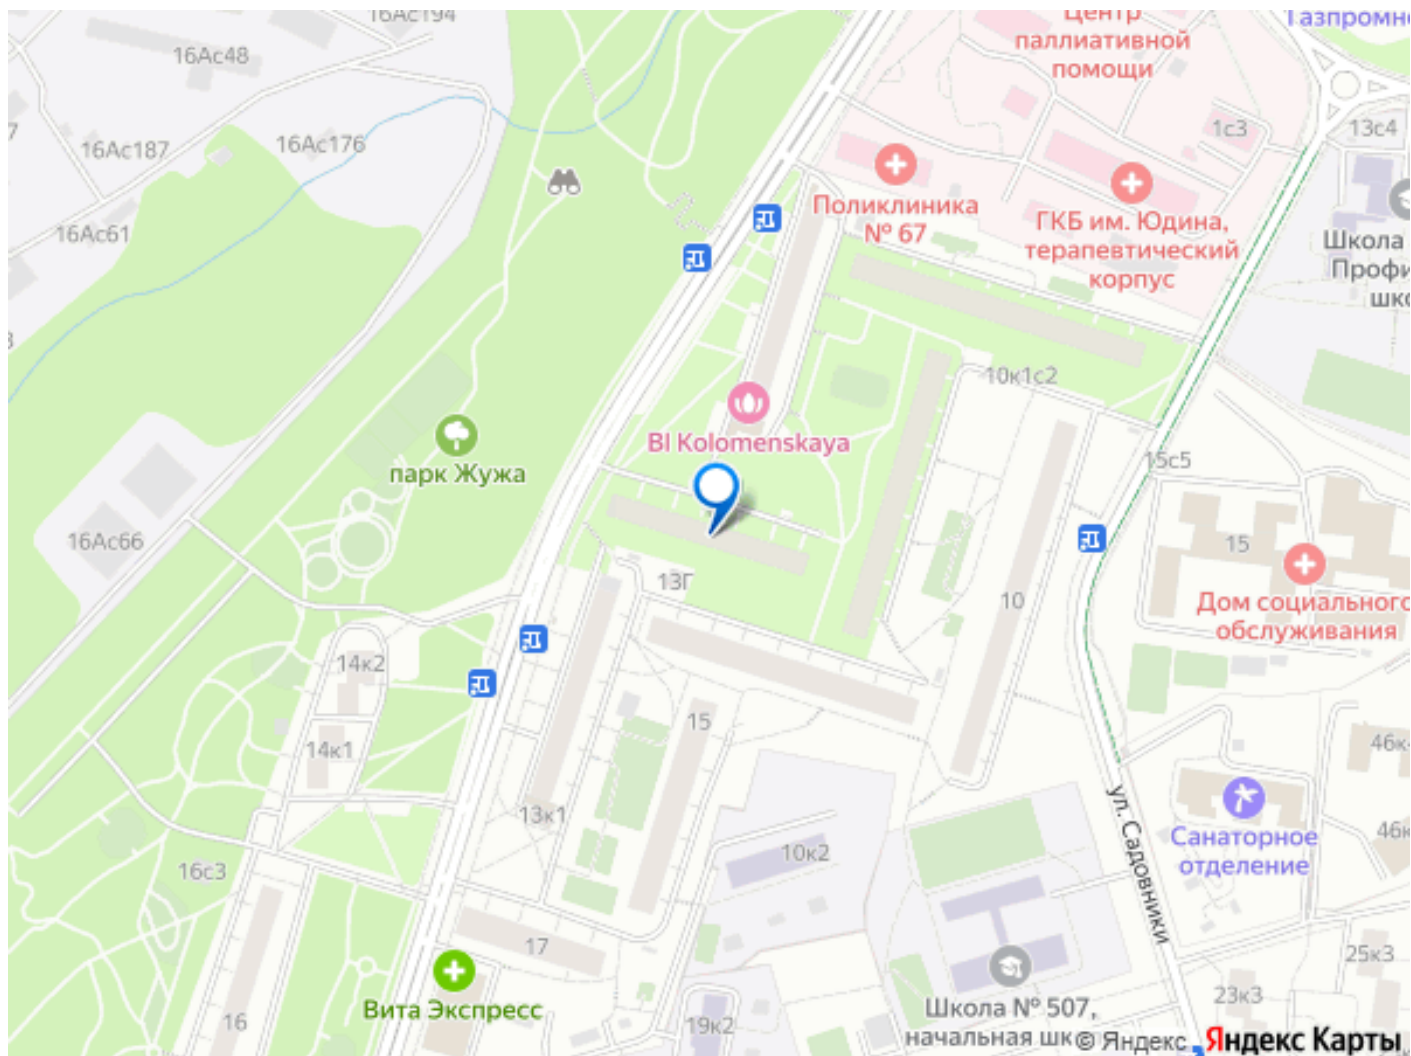 16Ас194
Центр
паллиативной
помощи
Газпромн
16Ас48
1с3
13с4
16Ас187
16Ас176
Поликлиника
№ 67
ГКБ им. Юдина,
терапевтический
корпус
Школа
Профи
шко
16Ас61
10к1с2
BI Kolomenskaya
парк Жужа
15с5
16Ас66
15
13Г
10
Дом социального
обслуживания
14к2
15
14к1
46к4
13к1
ул. Садовники
Санаторное
отделение
46к
10к2
16с3
17
25к3
Вита Экспресс
16
19к2
Школа № 507,
начальная шк
23к3
© Яндекс
Яндекс Карты